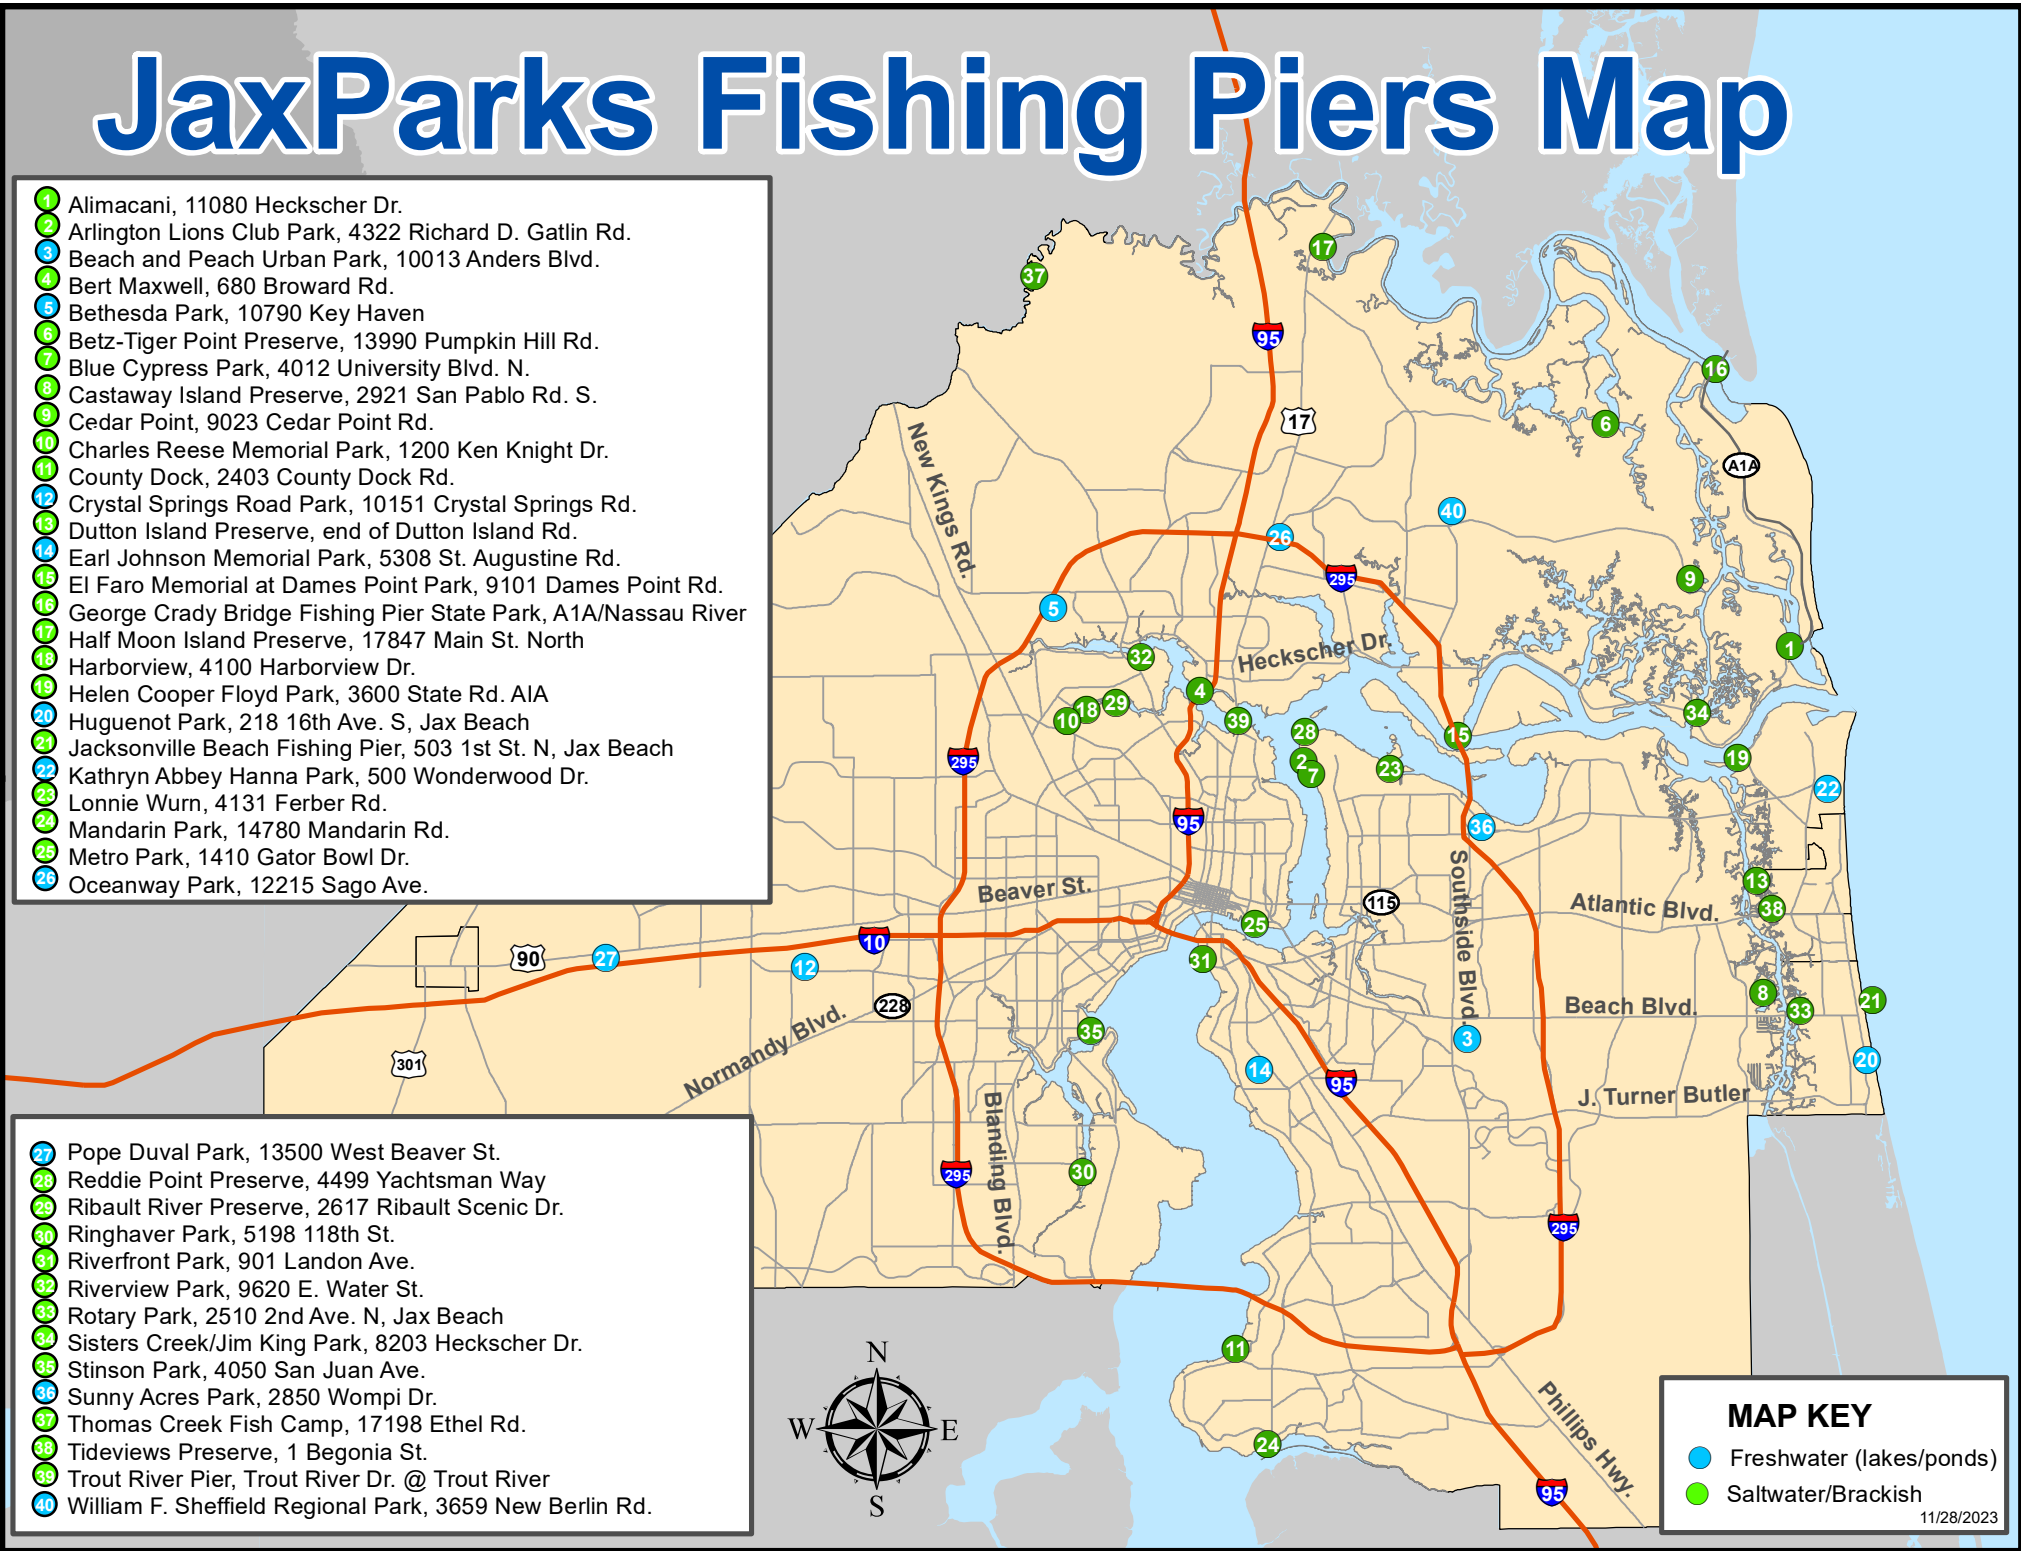 JaxParks Fishing Piers Map
1 Alimacani, 11080 Heckscher Dr.
2 Arlington Lions Club Park, 4322 Richard D. Gatlin Rd.
3 Beach and Peach Urban Park, 10013 Anders Blvd.
4 Bert Maxwell, 680 Broward Rd.
5 Bethesda Park, 10790 Key Haven
6 Betz-Tiger Point Preserve, 13990 Pumpkin Hill Rd.
7 Blue Cypress Park, 4012 University Blvd. N.
8 Castaway Island Preserve, 2921 San Pablo Rd. S.
9 Cedar Point, 9023 Cedar Point Rd.
10 Charles Reese Memorial Park, 1200 Ken Knight Dr.
11 County Dock, 2403 County Dock Rd.
12 Crystal Springs Road Park, 10151 Crystal Springs Rd.
13 Dutton Island Preserve, end of Dutton Island Rd.
14 Earl Johnson Memorial Park, 5308 St. Augustine Rd.
15 El Faro Memorial at Dames Point Park, 9101 Dames Point Rd.
16 George Crady Bridge Fishing Pier State Park, A1A/Nassau River
17 Half Moon Island Preserve, 17847 Main St. North
18 Harborview, 4100 Harborview Dr.
19 Helen Cooper Floyd Park, 3600 State Rd. AIA
20 Huguenot Park, 218 16th Ave. S, Jax Beach
21 Jacksonville Beach Fishing Pier, 503 1st St. N, Jax Beach
22 Kathryn Abbey Hanna Park, 500 Wonderwood Dr.
23 Lonnie Wurn, 4131 Ferber Rd.
24 Mandarin Park, 14780 Mandarin Rd.
25 Metro Park, 1410 Gator Bowl Dr.
26 Oceanway Park, 12215 Sago Ave.
27 Pope Duval Park, 13500 West Beaver St.
28 Reddie Point Preserve, 4499 Yachtsman Way
29 Ribault River Preserve, 2617 Ribault Scenic Dr.
30 Ringhaver Park, 5198 118th St.
31 Riverfront Park, 901 Landon Ave.
32 Riverview Park, 9620 E. Water St.
33 Rotary Park, 2510 2nd Ave. N, Jax Beach
34 Sisters Creek/Jim King Park, 8203 Heckscher Dr.
35 Stinson Park, 4050 San Juan Ave.
36 Sunny Acres Park, 2850 Wompi Dr.
37 Thomas Creek Fish Camp, 17198 Ethel Rd.
38 Tideviews Preserve, 1 Begonia St.
39 Trout River Pier, Trout River Dr. @ Trout River
40 William F. Sheffield Regional Park, 3659 New Berlin Rd.
17
37
95
16
17
6
New Kings Rd.
A1A
40
26
295
9
5
Heckscher Dr.
1
32
4
29
18
10
39
34
28
15
295
2
7
23
19
22
95
36
Southside Blvd.
13
Beaver St.
115
Atlantic Blvd.
38
25
10
90
27
12
31
8
21
228
Beach Blvd.
33
Normandy Blvd.
35
3
20
301
14
95
J. Turner Butler
Blanding Blvd.
30
295
295
11
N
W
E
S
24
Phillips Hwy.
95
MAP KEY
Freshwater (lakes/ponds)
Saltwater/Brackish
11/28/2023